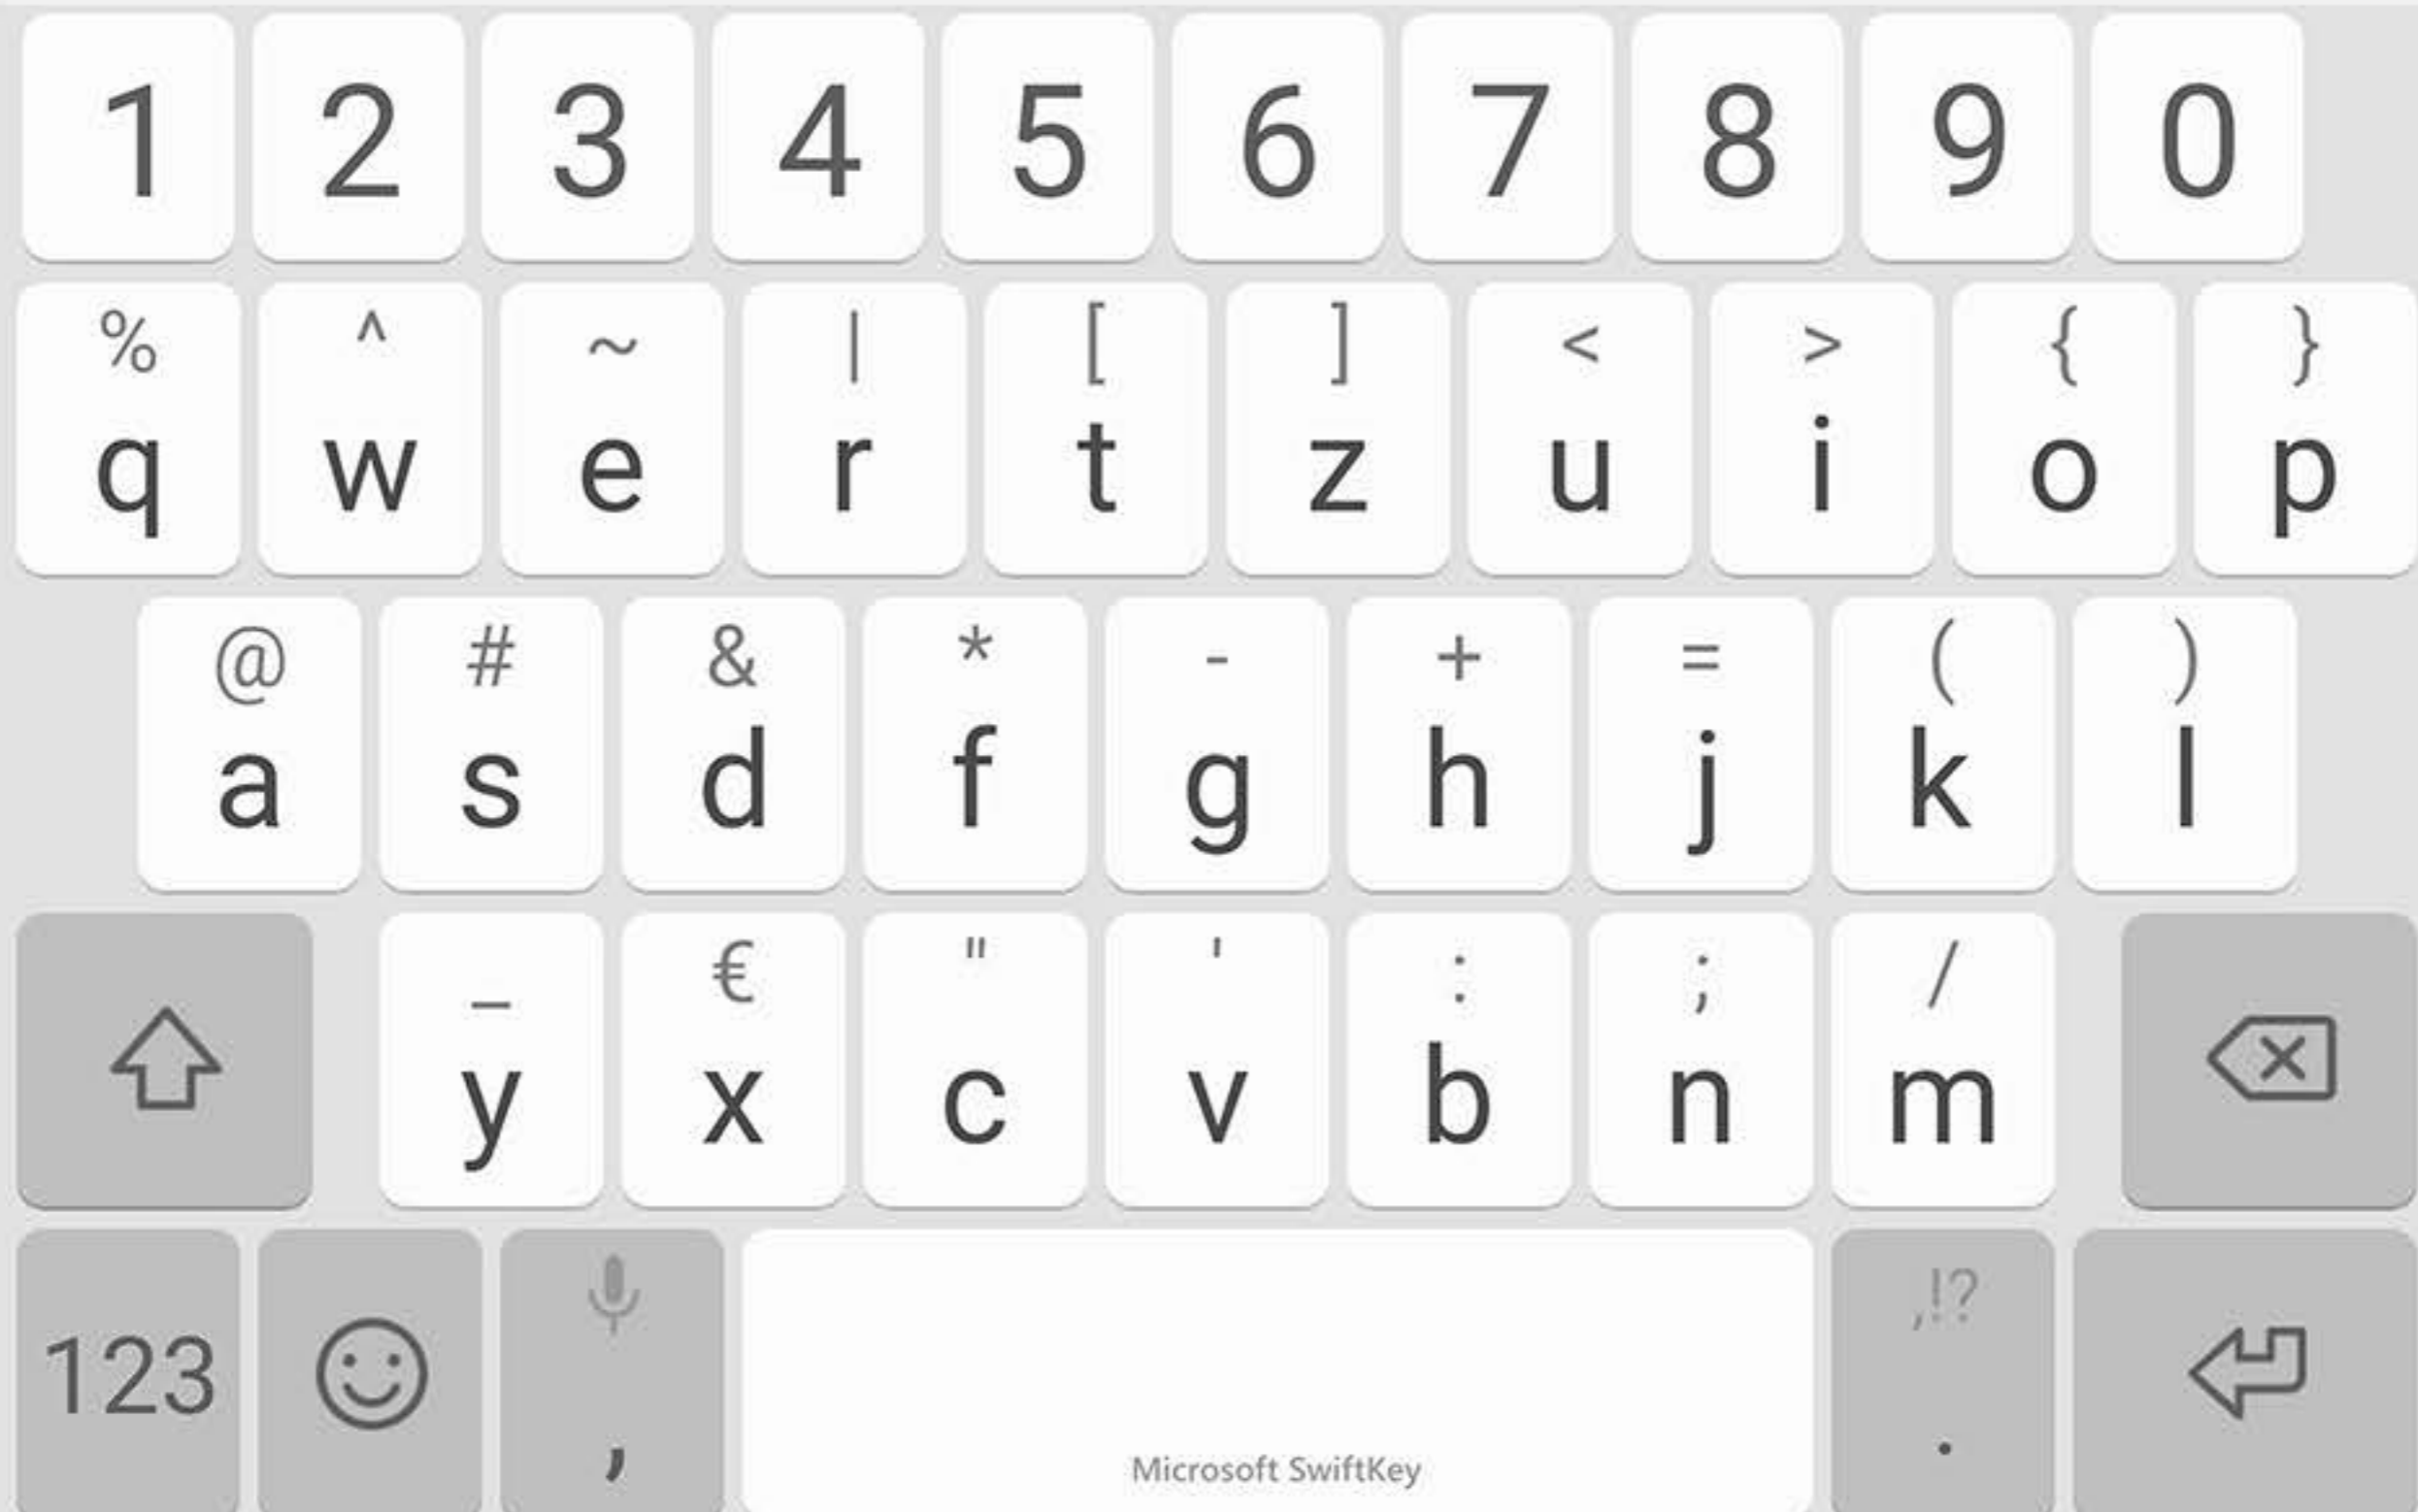 1 2 3 4 5 6 7 8 9 0
% ^ ~ | [ ] < > { }
q w e r t z u i o p
@ # & * - + = ( )
a s d f g h j k l
_ € " ' : ; /
y x c v b n m
,!?
123 , .
Microsoft SwiftKey